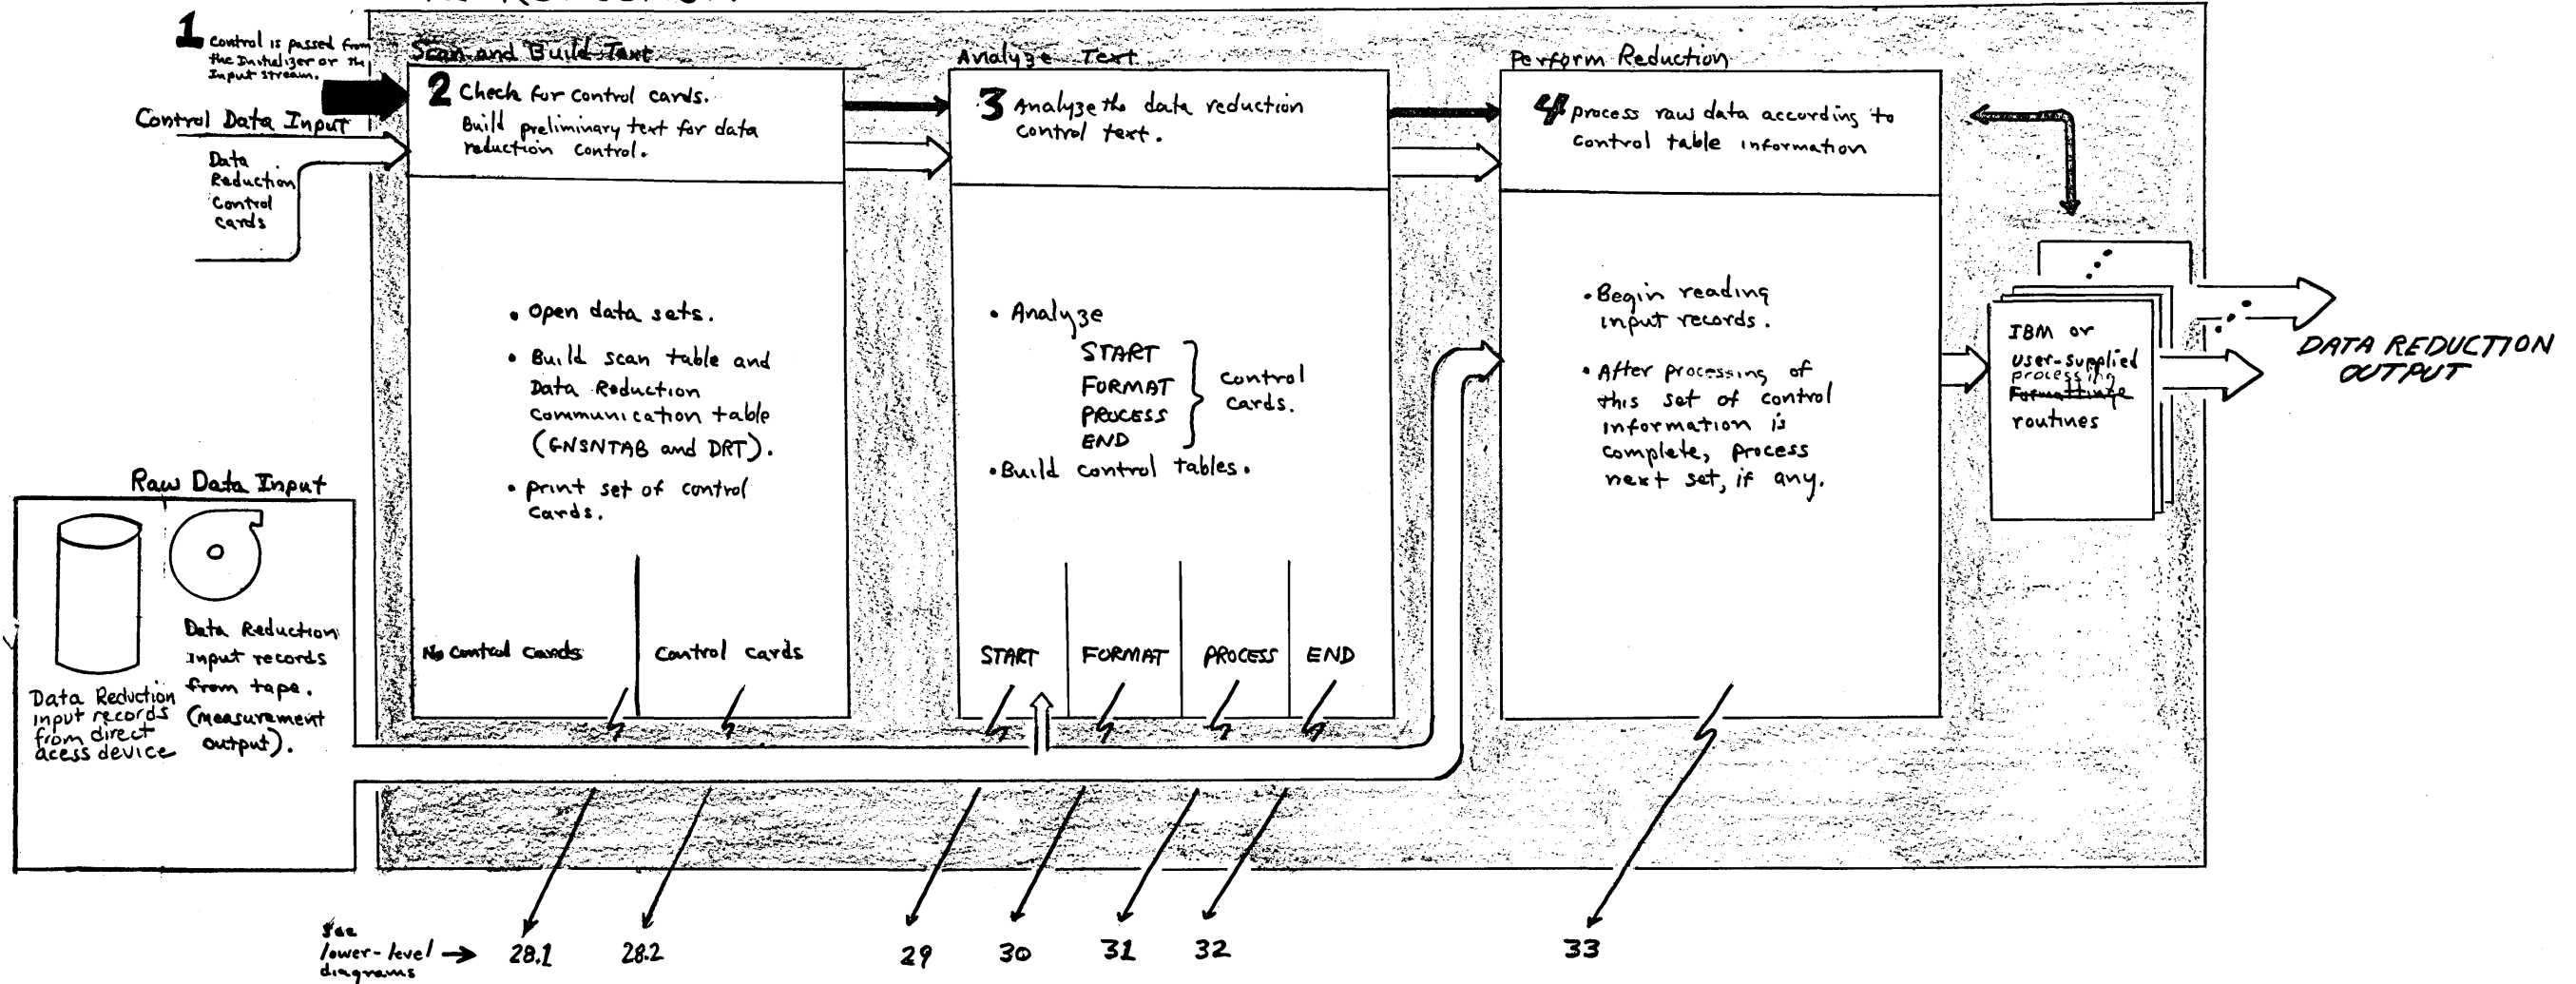 1 Control is passed from
the Initializer or the
Input stream.
Control Data Input
Data
Reduction
Control
cards
Scan and Build Text
2 Check for control cards.
Build preliminary text for data
reduction control.
• Open data sets.
• Build scan table and
Data Reduction
communication table
(GNSNTAB and DRT).
• print set of control
cards.
No control cards
control cards
Analyze Text
3 Analyze the data reduction
control text.
• Analyze
START
FORMAT
PROCESS
END
control
cards.
• Build control tables.
START
FORMAT
PROCESS
END
Perform Reduction
4 process raw data according to
control table information
• Begin reading
input records.
• After processing of
this set of control
information is
complete, process
next set, if any.
IBM or
user-supplied
processing
Formatting
routines
DATA REDUCTION
OUTPUT
Raw Data Input
Data Reduction
input records
from direct
acess device
Data Reduction
Input records
from tape.
(measurement
output).
See
lower-level →
diagrams
28.1
28.2
29
30
31
32
33